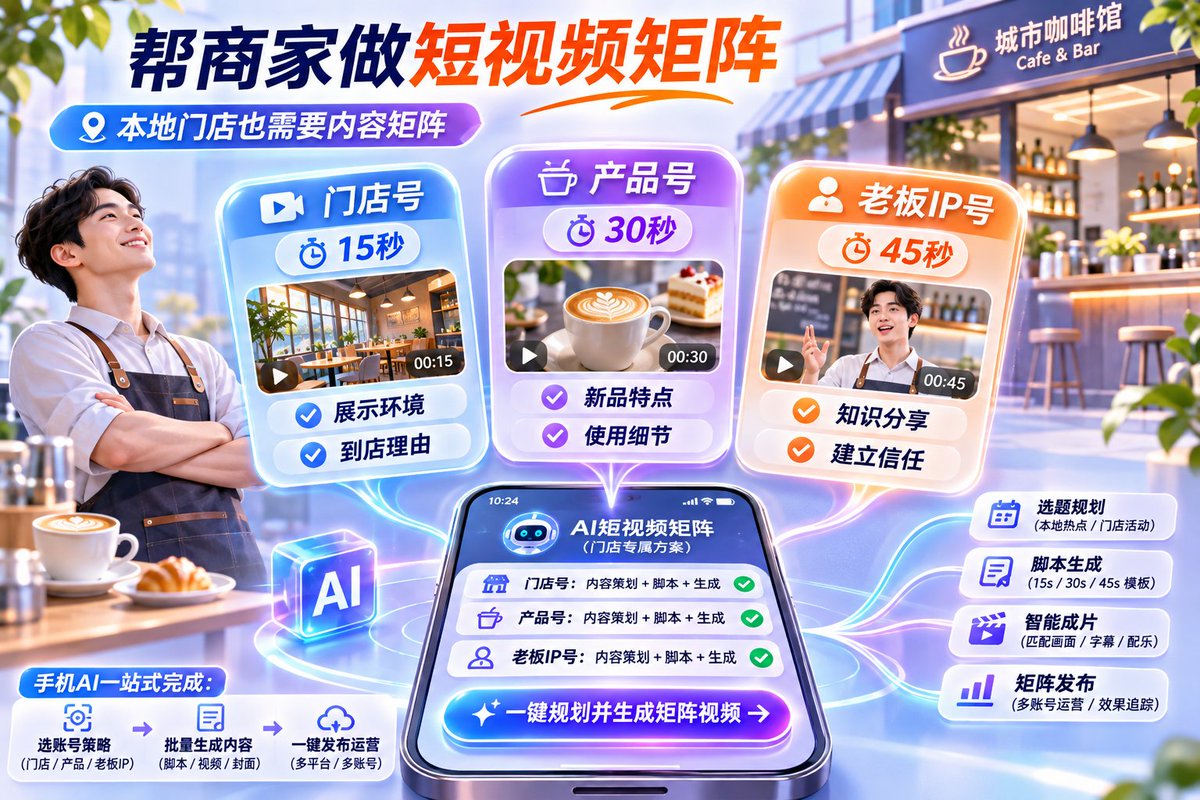 帮商家做短视频矩阵
本地门店也需要内容矩阵
城市咖啡馆
Cafe & Bar
门店号
15秒
00:15
展示环境
到店理由
产品号
30秒
00:30
新品特点
使用细节
老板IP号
45秒
00:45
知识分享
建立信任
10:24
AI短视频矩阵
(门店专属方案)
门店号：内容策划+脚本+生成
产品号：内容策划+脚本+生成
老板IP号：内容策划+脚本+生成
一键规划并生成矩阵视频
AI
选题规划
(本地热点 / 门店活动)
脚本生成
(15s / 30s / 45s 模板)
智能成片
(匹配画面 / 字幕 / 配乐)
矩阵发布
(多账号运营 / 效果追踪)
手机AI一站式完成：
选账号策略
(门店 / 产品 / 老板IP)
批量生成内容
(脚本 / 视频 / 封面)
一键发布运营
(多平台 / 多账号)